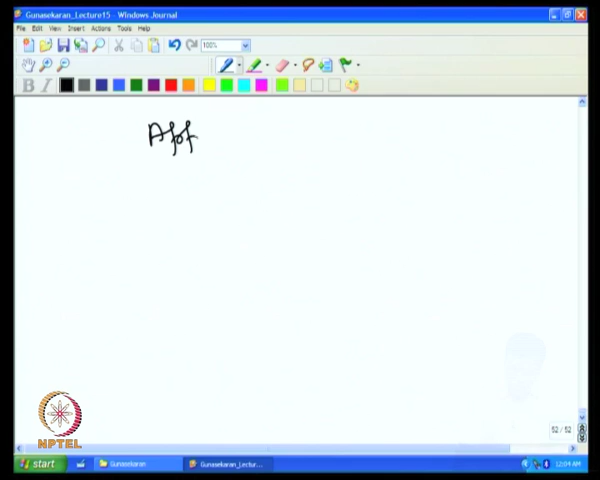 Gunasekaran_Lecture15 - Windows Journal
File Edit View Insert Actions Tools Help
100%
B I
52 / 52
NPTEL
start Gunasekaran Gunasekaran_Lectur... 12:04 AM